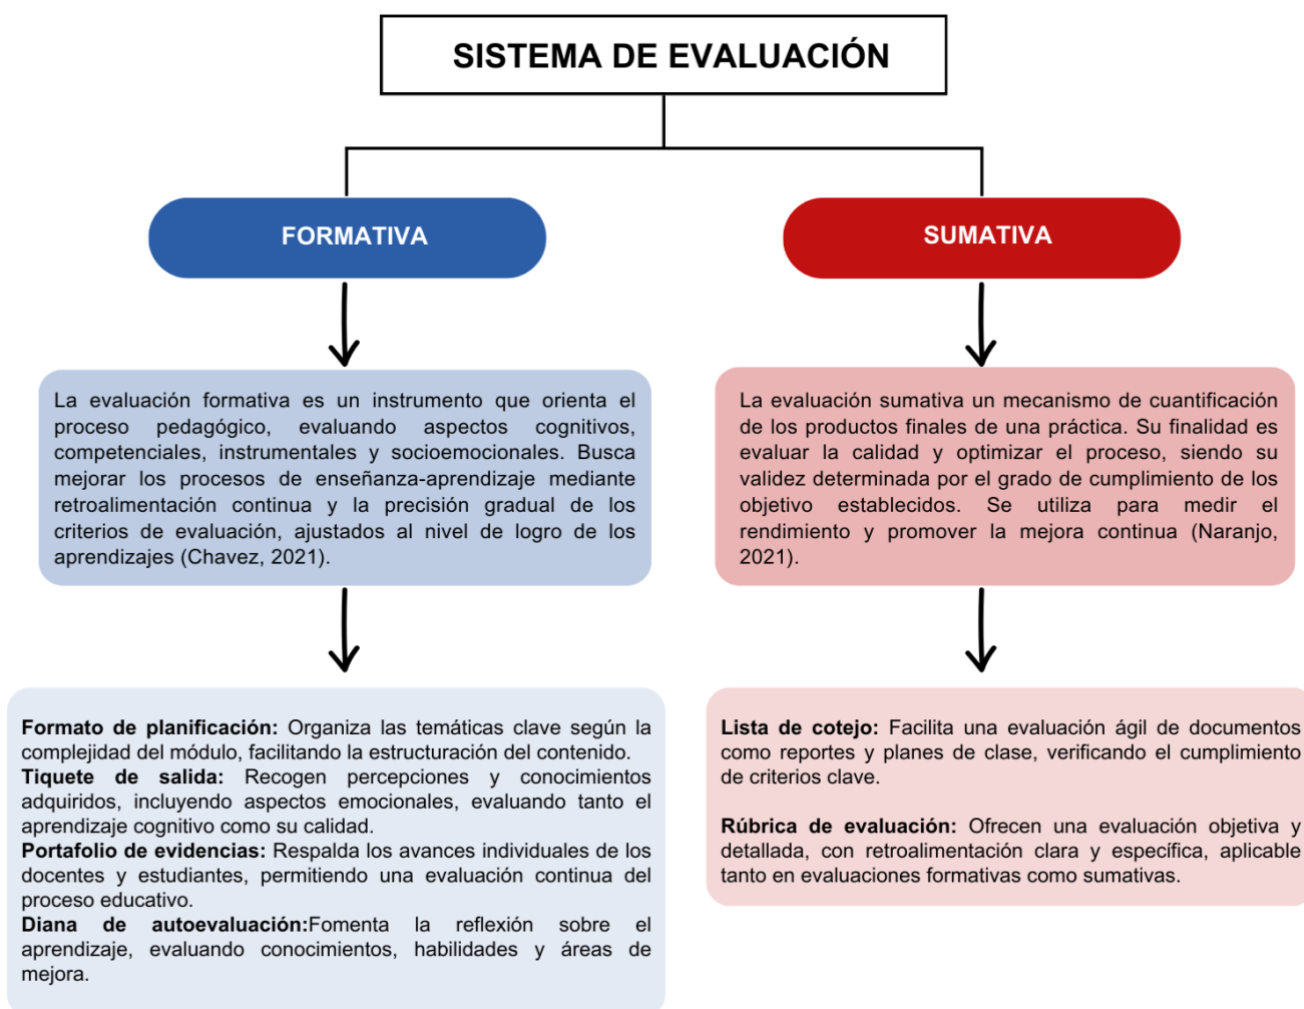 SISTEMA DE EVALUACIÓN
FORMATIVA
La evaluación formativa es un instrumento que orienta el
proceso pedagógico, evaluando aspectos cognitivos,
competenciales, instrumentales y socioemocionales. Busca
mejorar los procesos de enseñanza-aprendizaje mediante
retroalimentación continua y la precisión gradual de los
criterios de evaluación, ajustados al nivel de logro de los
aprendizajes (Chavez, 2021).
Formato de planificación: Organiza las temáticas clave según la
complejidad del módulo, facilitando la estructuración del contenido.
Tiquete de salida: Recogen percepciones y conocimientos
adquiridos, incluyendo aspectos emocionales, evaluando tanto el
aprendizaje cognitivo como su calidad.
Portafolio de evidencias: Respalda los avances individuales de los
docentes y estudiantes, permitiendo una evaluación continua del
proceso educativo.
Diana de autoevaluación:Fomenta la reflexión sobre el
aprendizaje, evaluando conocimientos, habilidades y áreas de
mejora.
SUMATIVA
La evaluación sumativa un mecanismo de cuantificación
de los productos finales de una práctica. Su finalidad es
evaluar la calidad y optimizar el proceso, siendo su
validez determinada por el grado de cumplimiento de los
objetivo establecidos. Se utiliza para medir el
rendimiento y promover la mejora continua (Naranjo,
2021).
Lista de cotejo: Facilita una evaluación ágil de documentos
como reportes y planes de clase, verificando el cumplimiento
de criterios clave.
Rúbrica de evaluación: Ofrecen una evaluación objetiva y
detallada, con retroalimentación clara y específica, aplicable
tanto en evaluaciones formativas como sumativas.